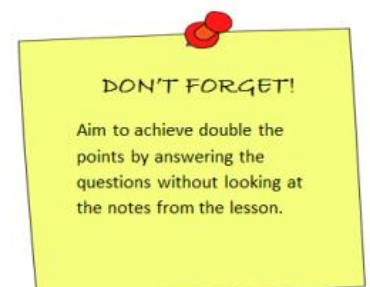 DON'T FORGET!
Aim to achieve double the
points by answering the
questions without looking at
the notes from the lesson.